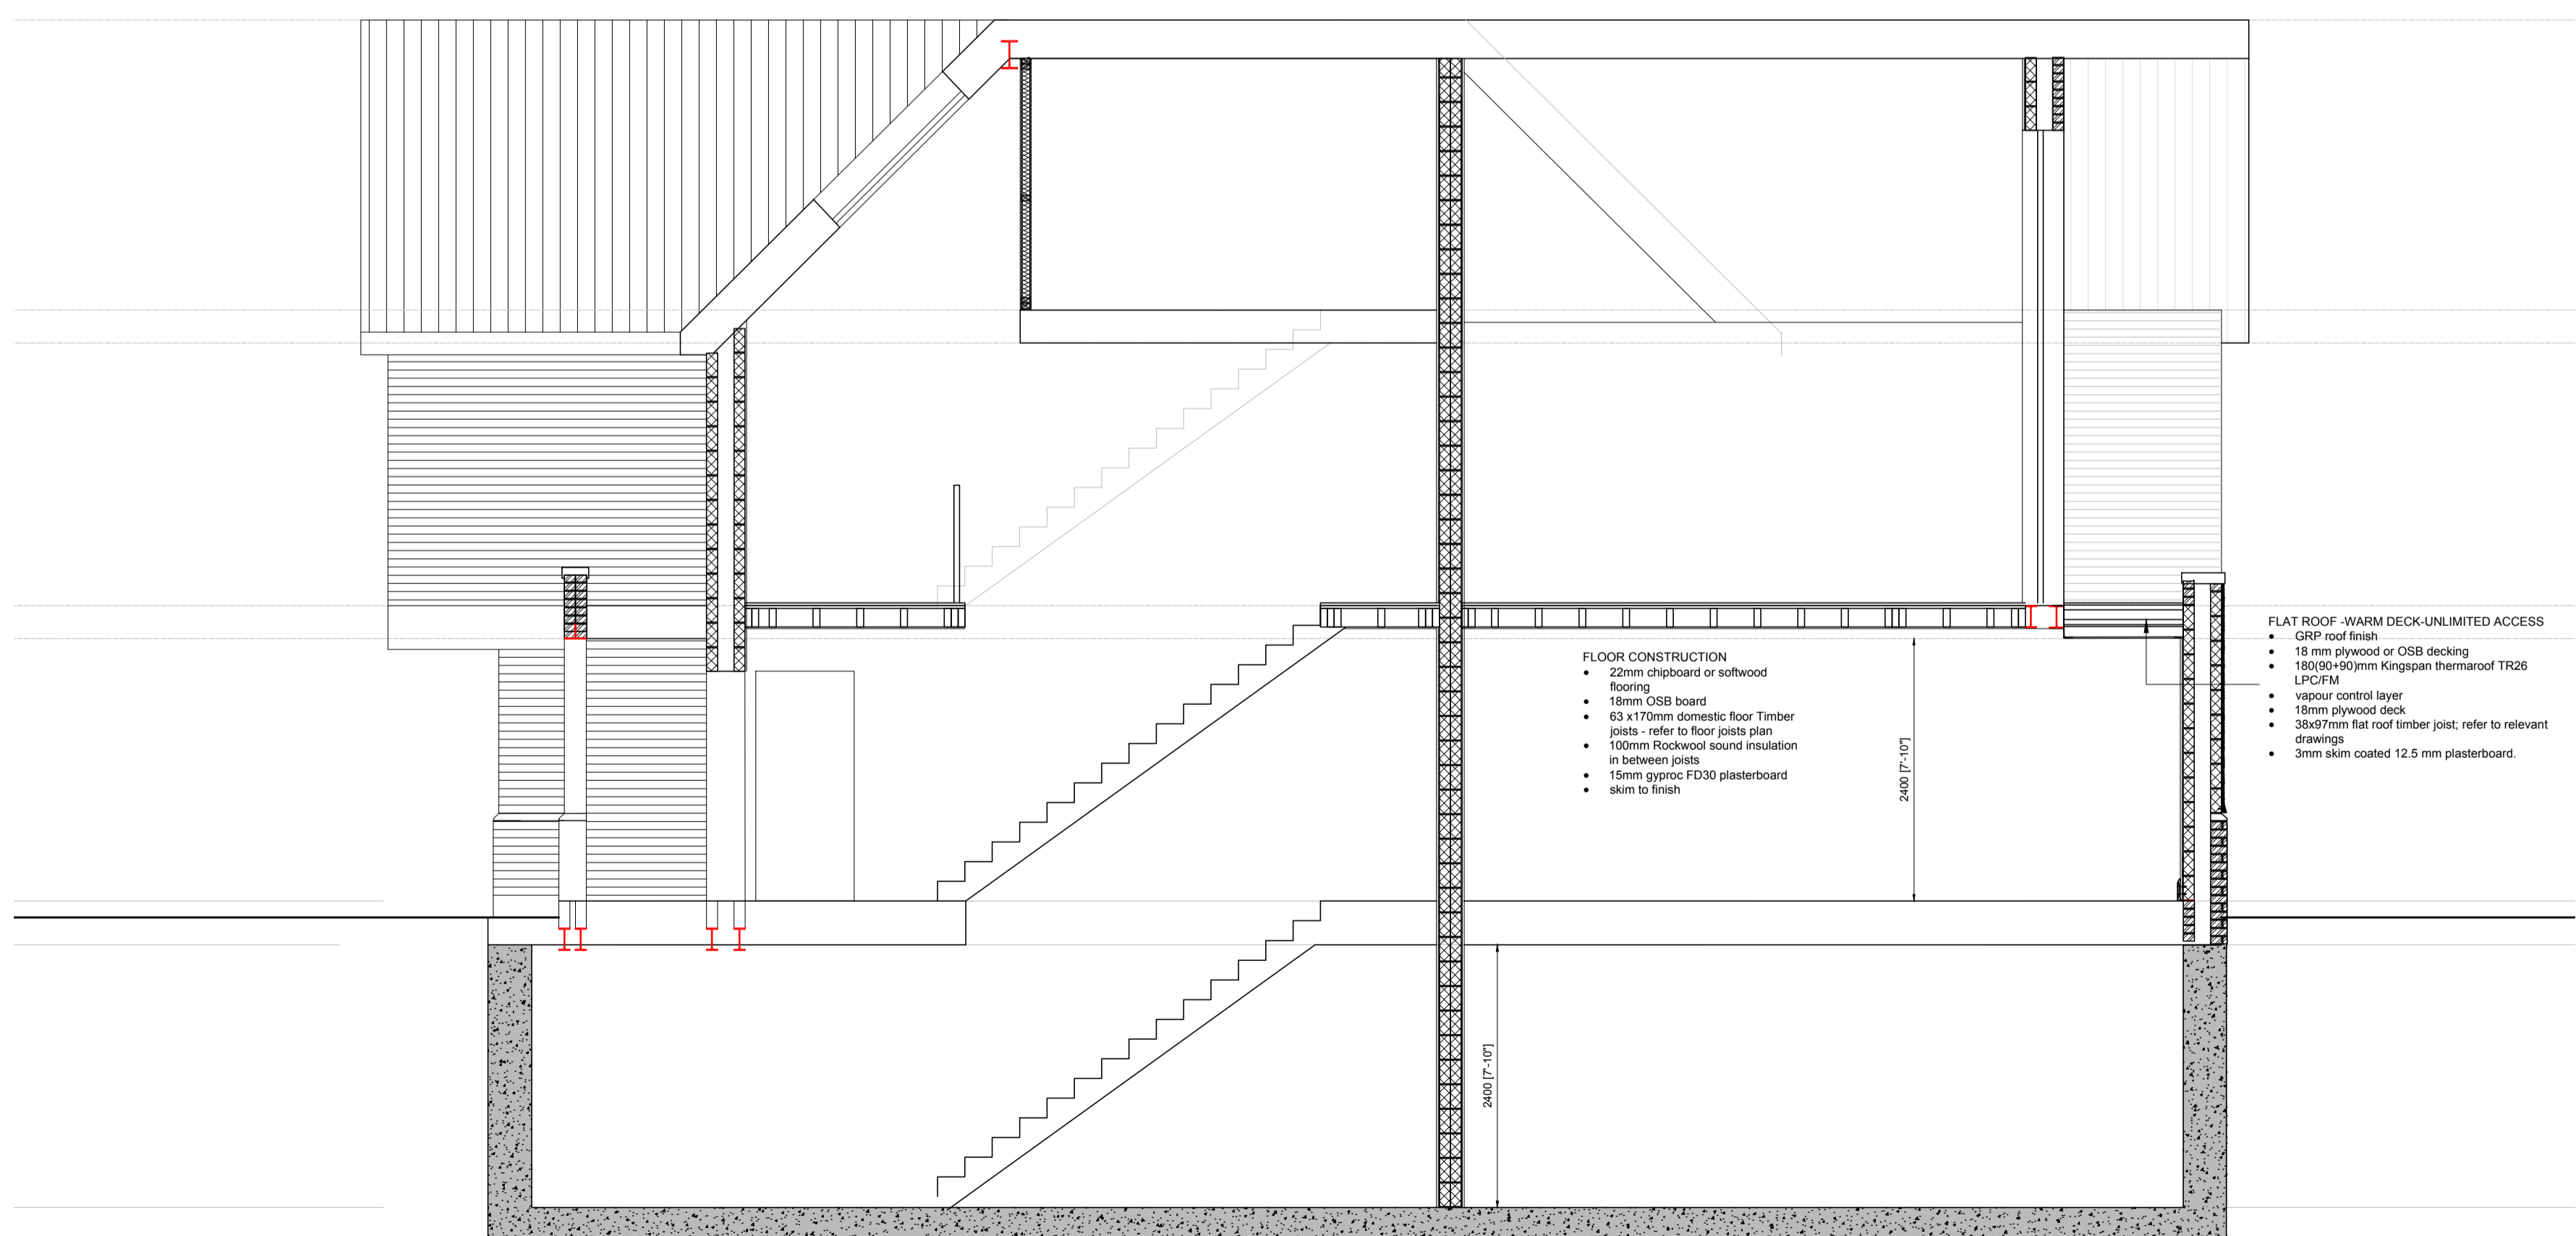 FLOOR CONSTRUCTION
• 22mm chipboard or softwood
flooring
• 18mm OSB board
• 63 x170mm domestic floor Timber
joists - refer to floor joists plan
• 100mm Rockwool sound insulation
in between joists
• 15mm gyproc FD30 plasterboard
• skim to finish
2400 [7'-10"]
FLAT ROOF -WARM DECK-UNLIMITED ACCESS
• GRP roof finish
• 18 mm plywood or OSB decking
• 180(90+90)mm Kingspan thermaroof TR26
LPC/FM
• vapour control layer
• 18mm plywood deck
• 38x97mm flat roof timber joist; refer to relevant
drawings
• 3mm skim coated 12.5 mm plasterboard.
2400 [7'-10"]